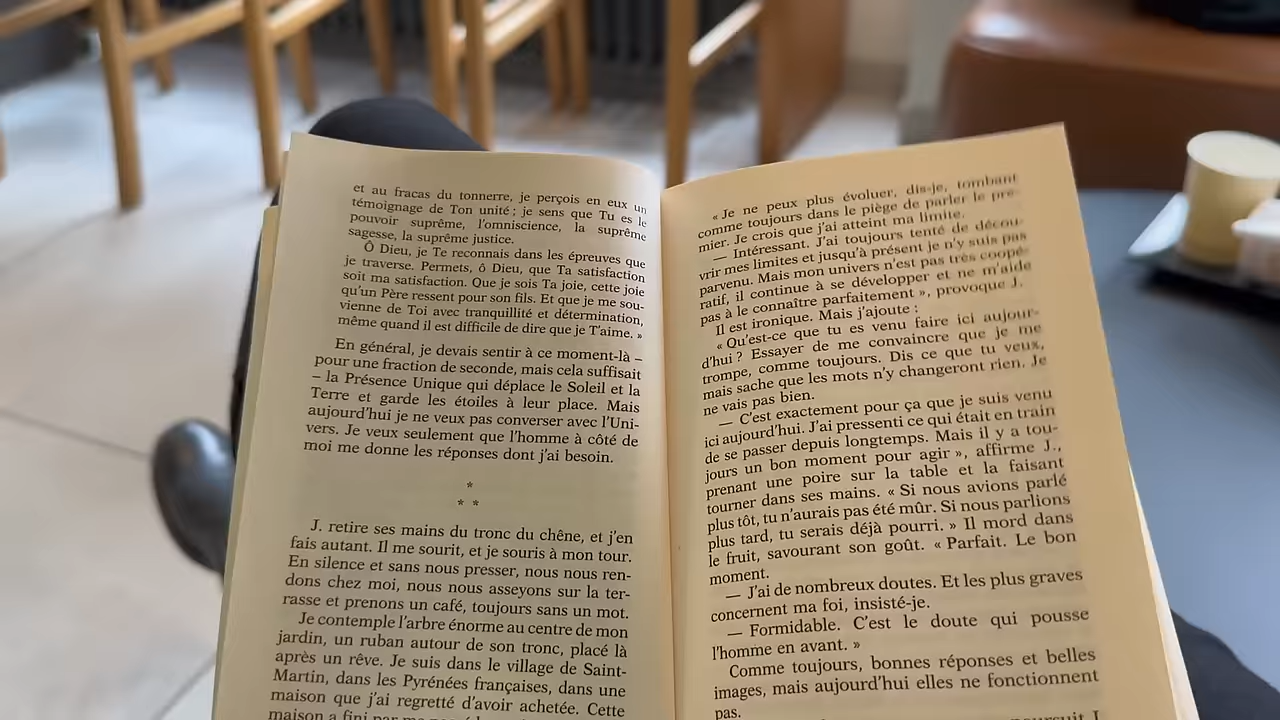 et au fracas du tonnerre, je perçois en eux un
témoignage de Ton unité ; je sens que Tu es le
pouvoir suprême, l'omniscience, la suprême
sagesse, la suprême justice.
Ô Dieu, je Te reconnais dans les épreuves que
je traverse. Permets, ô Dieu, que Ta satisfaction
soit ma satisfaction. Que je sois Ta joie, cette joie
qu'un Père ressent pour son fils. Et que je me sou-
vienne de Toi avec tranquillité et détermination,
même quand il est difficile de dire que je T'aime. »
En général, je devais sentir à ce moment-là –
pour une fraction de seconde, mais cela suffisait
– la Présence Unique qui déplace le Soleil et la
Terre et garde les étoiles à leur place. Mais
aujourd'hui je ne veux pas converser avec l'Uni-
vers. Je veux seulement que l'homme à côté de
moi me donne les réponses dont j'ai besoin.
*
* *
J. retire ses mains du tronc du chêne, et j'en
fais autant. Il me sourit, et je souris à mon tour.
En silence et sans nous presser, nous nous ren-
dons chez moi, nous nous asseyons sur la ter-
rasse et prenons un café, toujours sans un mot.
Je contemple l'arbre énorme au centre de mon
jardin, un ruban autour de son tronc, placé là
après un rêve. Je suis dans le village de Saint-
Martin, dans les Pyrénées françaises, dans une
maison que j'ai regretté d'avoir achetée. Cette
maison a fini par me
« Je ne peux plus évoluer, dis-je, tombant
comme toujours dans le piège de parler le pre-
mier. Je crois que j'ai atteint ma limite.
— Intéressant. J'ai toujours tenté de décou-
vrir mes limites et jusqu'à présent je n'y suis pas
parvenu. Mais mon univers n'est pas très coopé-
ratif, il continue à se développer et ne m'aide
pas à le connaître parfaitement », provoque J.
Il est ironique. Mais j'ajoute :
« Qu'est-ce que tu es venu faire ici aujour-
d'hui ? Essayer de me convaincre que je me
trompe, comme toujours. Dis ce que tu veux,
mais sache que les mots n'y changeront rien. Je
ne vais pas bien.
— C'est exactement pour ça que je suis venu
ici aujourd'hui. J'ai pressenti ce qui était en train
de se passer depuis longtemps. Mais il y a tou-
jours un bon moment pour agir », affirme J.,
prenant une poire sur la table et la faisant
tourner dans ses mains. « Si nous avions parlé
plus tôt, tu n'aurais pas été mûr. Si nous parlions
plus tard, tu serais déjà pourri. » Il mord dans
le fruit, savourant son goût. « Parfait. Le bon
moment.
— J'ai de nombreux doutes. Et les plus graves
concernent ma foi, insisté-je.
— Formidable. C'est le doute qui pousse
l'homme en avant. »
Comme toujours, bonnes réponses et belles
images, mais aujourd'hui elles ne fonctionnent
pas.
poursuit J.